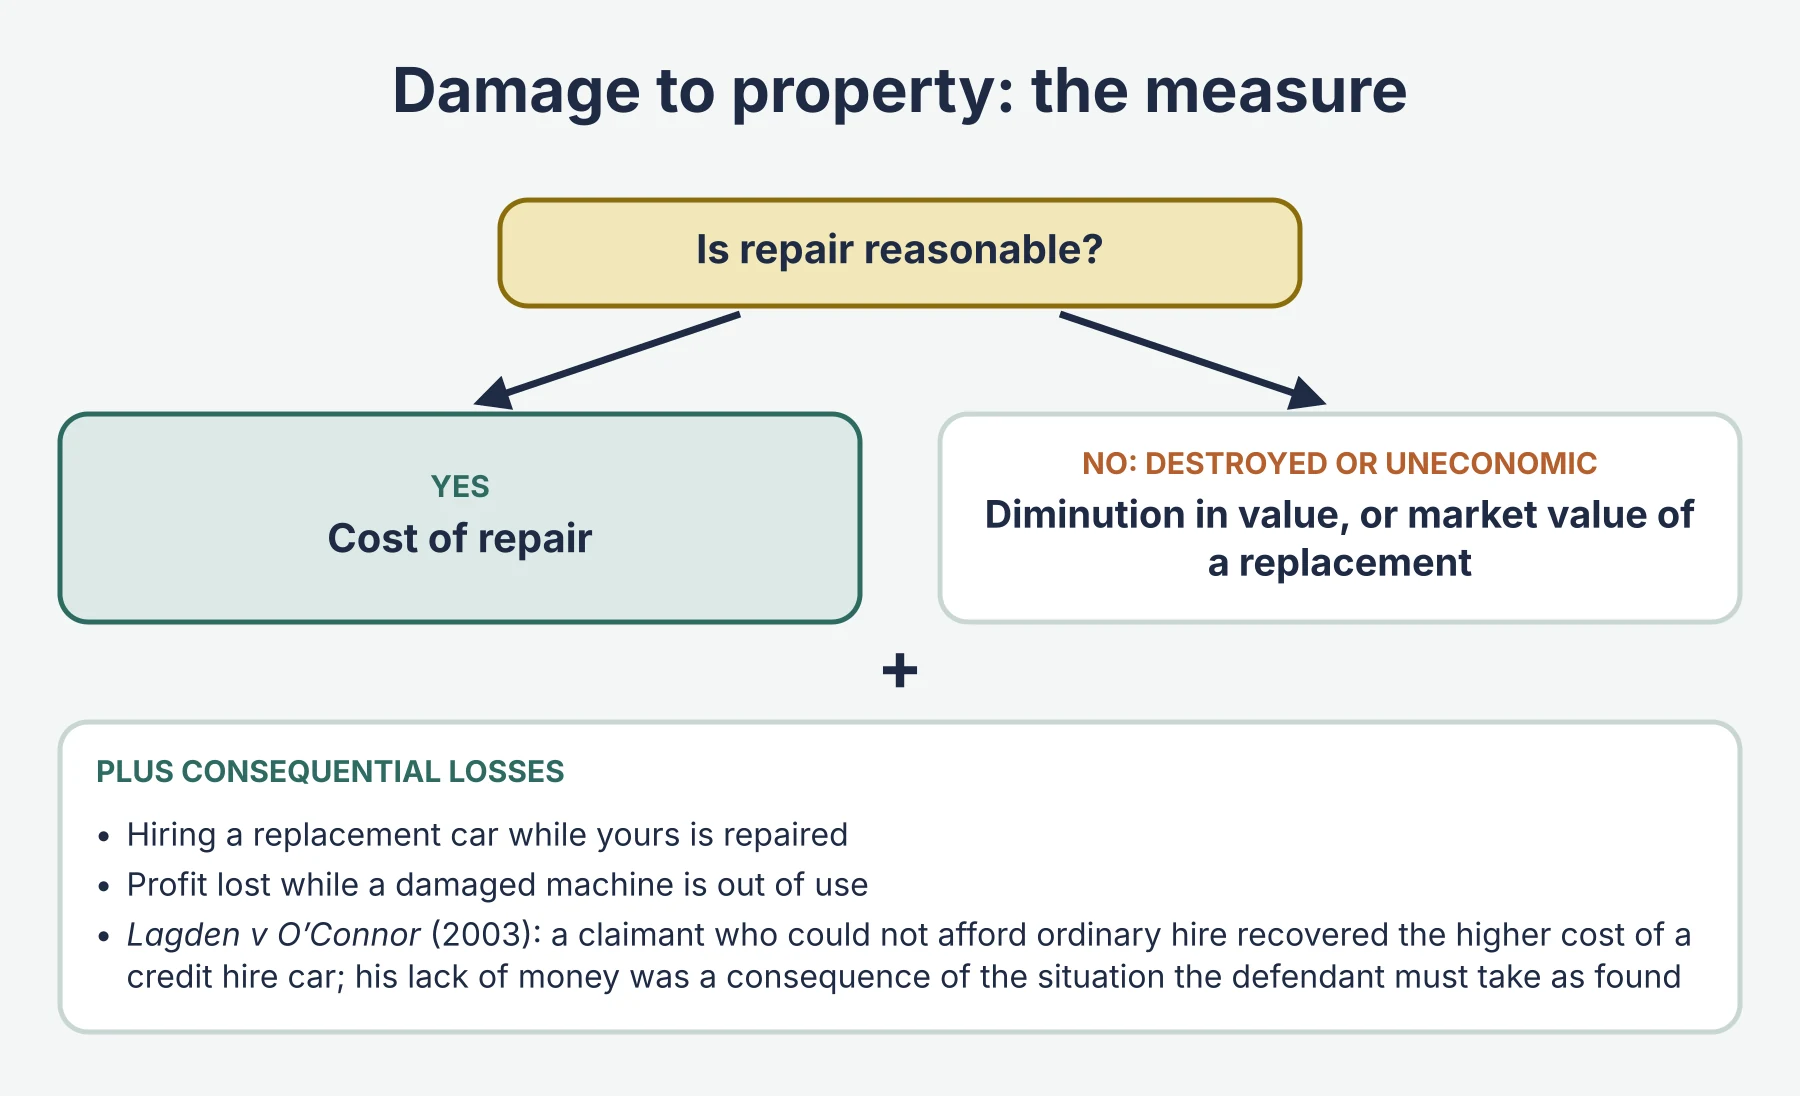 Damage to property: the measure
Is repair reasonable?
YES
Cost of repair
NO: DESTROYED OR UNECONOMIC
Diminution in value, or market value of
a replacement
+
PLUS CONSEQUENTIAL LOSSES
• Hiring a replacement car while yours is repaired
• Profit lost while a damaged machine is out of use
• Lagden v O’Connor (2003): a claimant who could not afford ordinary hire recovered the higher cost of a
credit hire car; his lack of money was a consequence of the situation the defendant must take as found